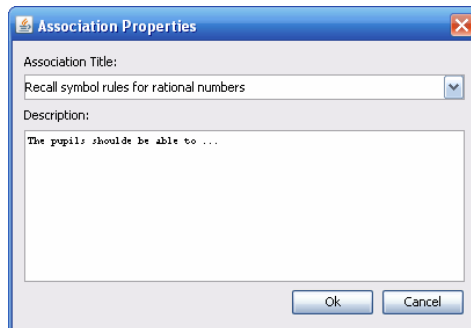 Association Properties
Association Title:
Recall symbol rules for rational numbers
Description:
The pupils shoulde be able to ...
Ok Cancel